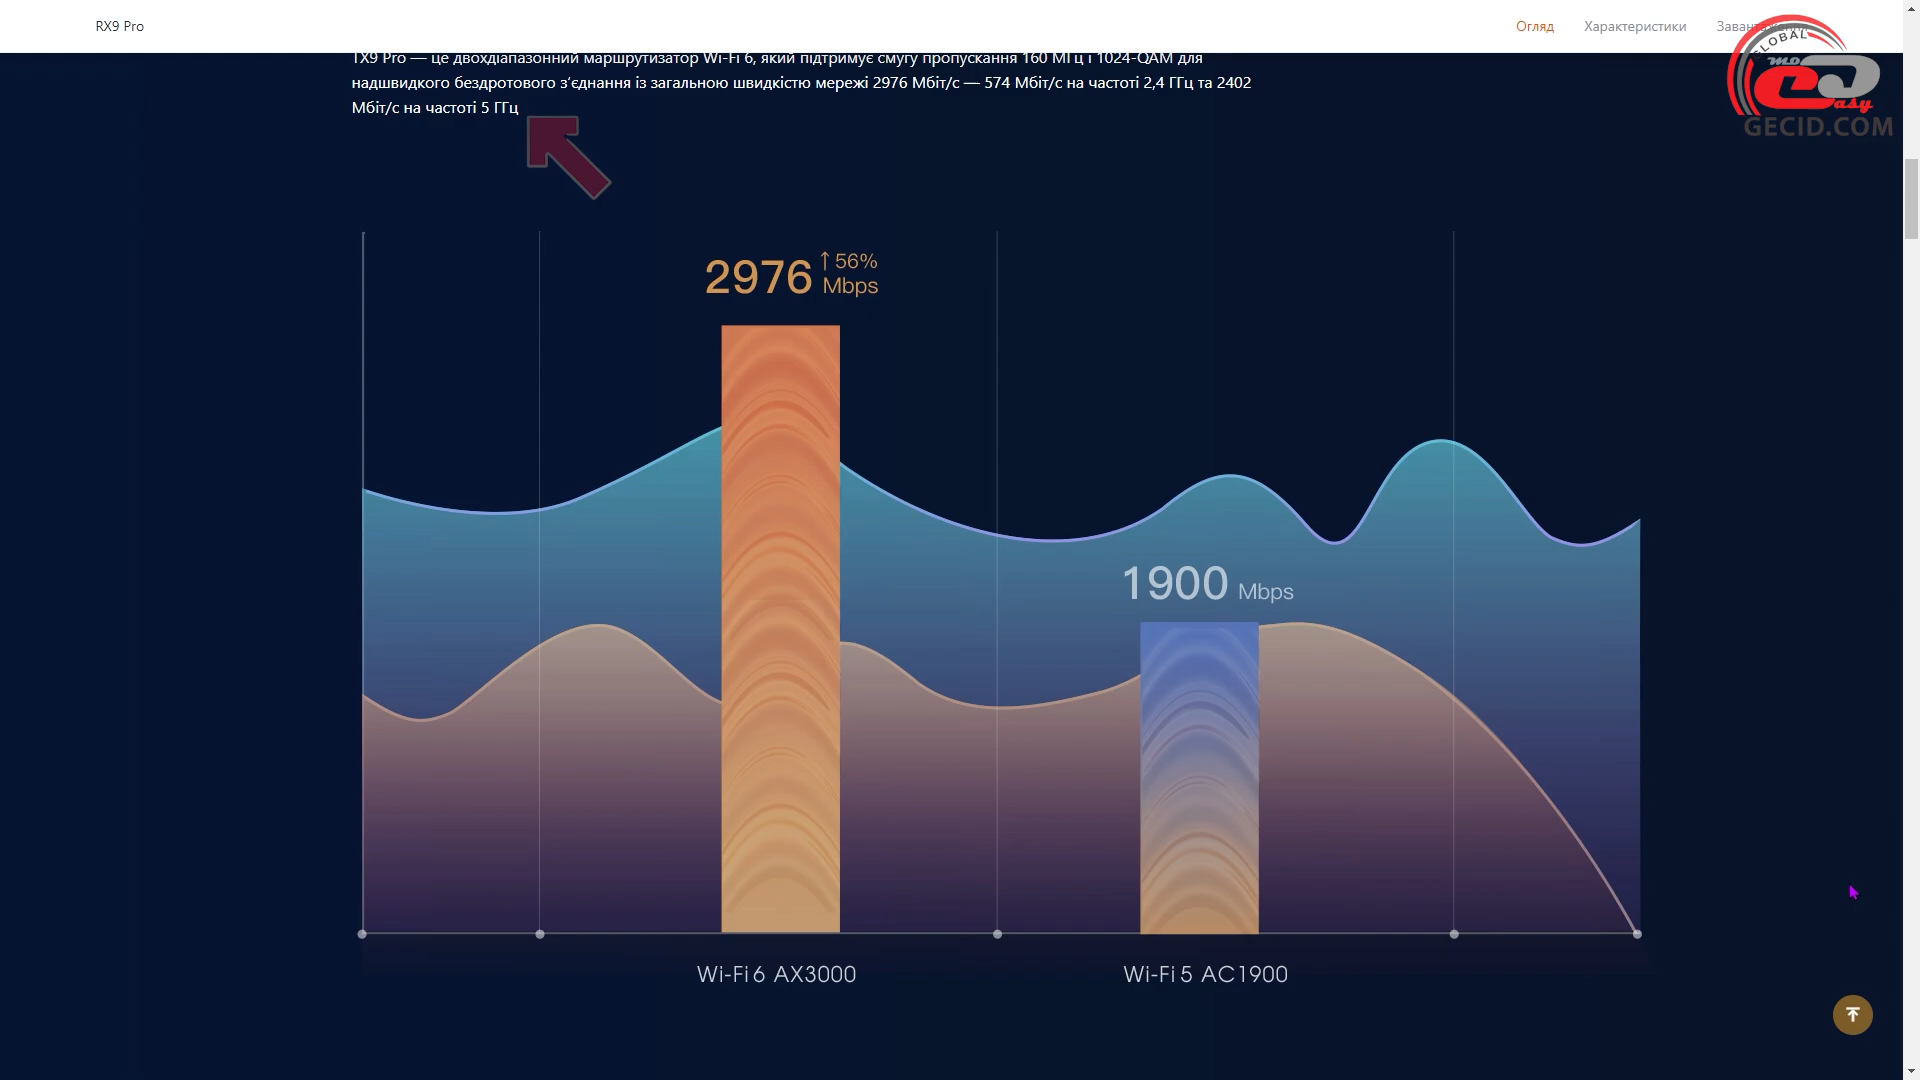 RX9 Pro
Огляд
Характеристики
GLOBAL
mo
asy
GECID.COM
TX9 Pro — це двохдіапазонний маршрутизатор Wi-Fi 6, який підтримує смугу пропускання 160 МГц і 1024-QAM для
надшвидкого бездротового з’єднання із загальною швидкістю мережі 2976 Мбіт/с — 574 Мбіт/с на частоті 2,4 ГГц та 2402
Мбіт/с на частоті 5 ГГц
2976 ↑56%
Mbps
1900 Mbps
Wi-Fi 6 AX3000
Wi-Fi 5 AC1900